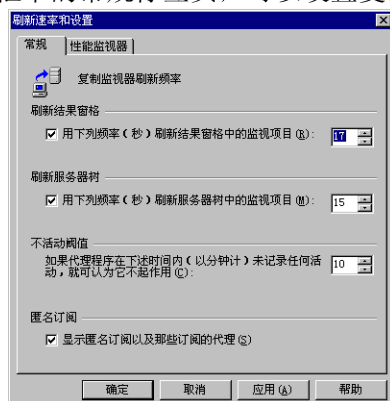 刷新速率和设置
常规
性能监视器
复制监视器刷新频率
刷新结果窗格
用下列频率(秒)刷新结果窗格中的监视项目(R):
17
刷新服务器树
用下列频率(秒)刷新服务器树中的监视项目(M):
15
不活动阈值
如果代理程序在下述时间内(以分钟计)未记录任何活
动,就可认为它不起作用(C):
10
匿名订阅
显示匿名订阅以及那些订阅的代理(S)
确定
取消
应用(A)
帮助